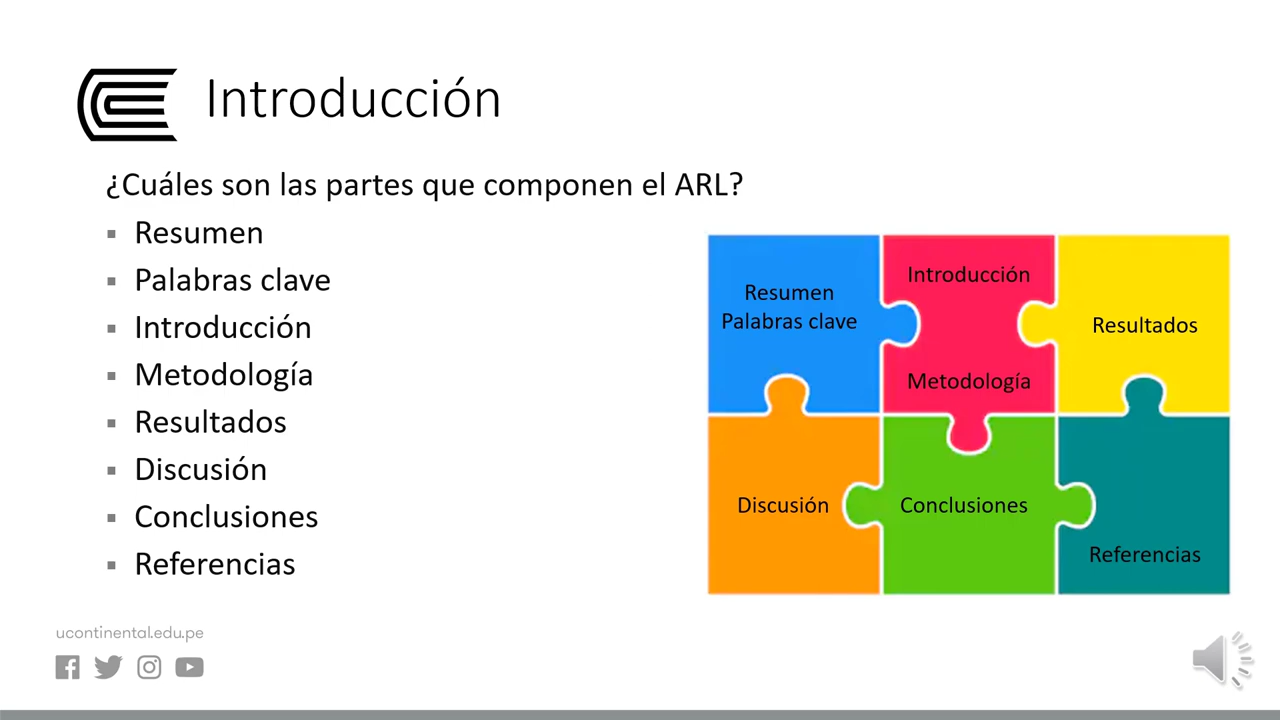 Introducción
¿Cuáles son las partes que componen el ARL?
Resumen
Palabras clave
Introducción
Metodología
Resultados
Discusión
Conclusiones
Referencias
Resumen
Palabras clave
Introducción
Metodología
Resultados
Discusión
Conclusiones
Referencias
ucontinental.edu.pe